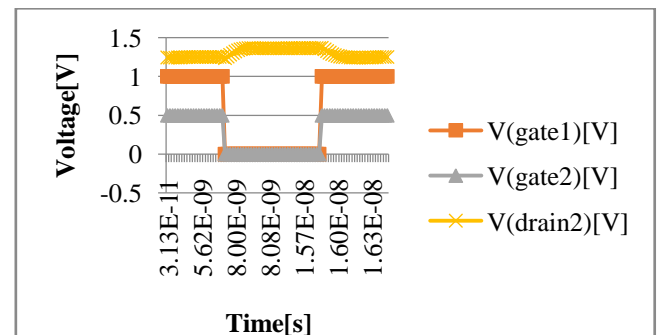 Voltage[V]
1.5
1
0.5
0
-0.5
3.13E-11
5.62E-09
8.00E-09
8.08E-09
1.57E-08
1.60E-08
1.63E-08
Time[s]
V(gate1)[V]
V(gate2)[V]
V(drain2)[V]